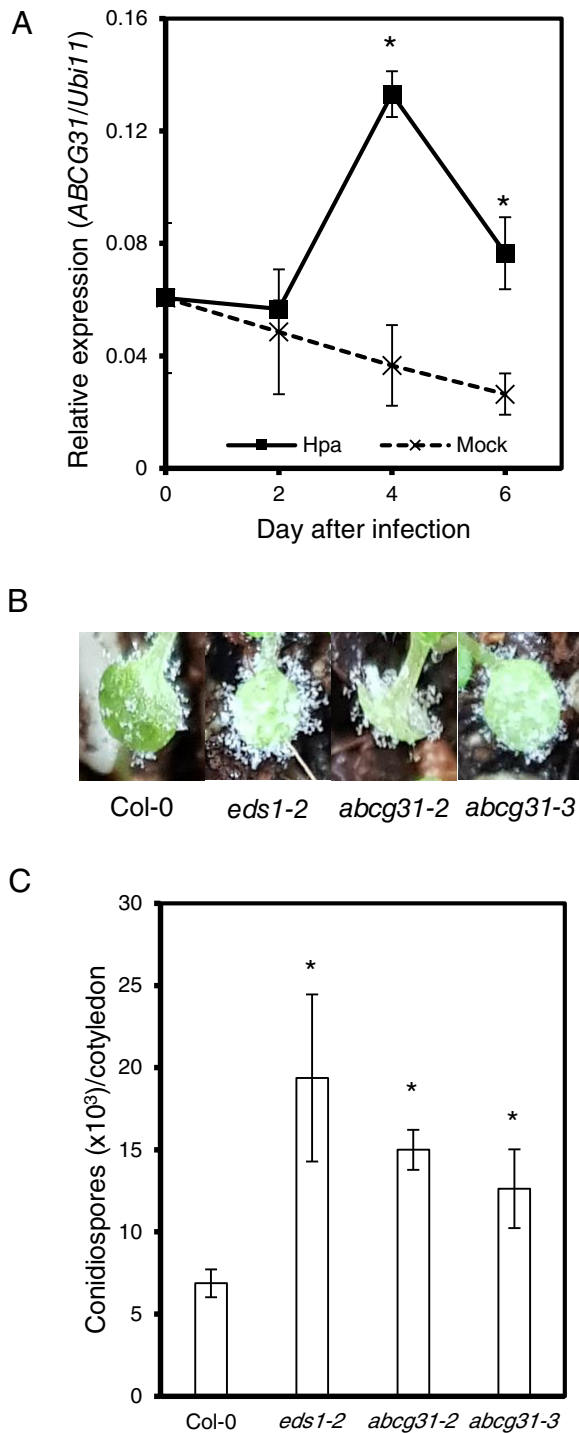 A
Relative expression (ABCG31/Ubi11)
0.16
0.12
0.08
0.04
0
*
*
Hpa
Mock
0 2 4 6
Day after infection
B
Col-0 eds1-2 abcg31-2 abcg31-3
C
Conidiospores (x10³)/cotyledon
30
25
20
15
10
5
0
*
*
*
Col-0 eds1-2 abcg31-2 abcg31-3